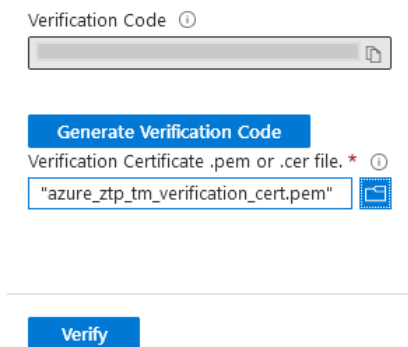 Verification Code
Generate Verification Code
Verification Certificate .pem or .cer file. *
"azure_ztp_tm_verification_cert.pem"
Verify